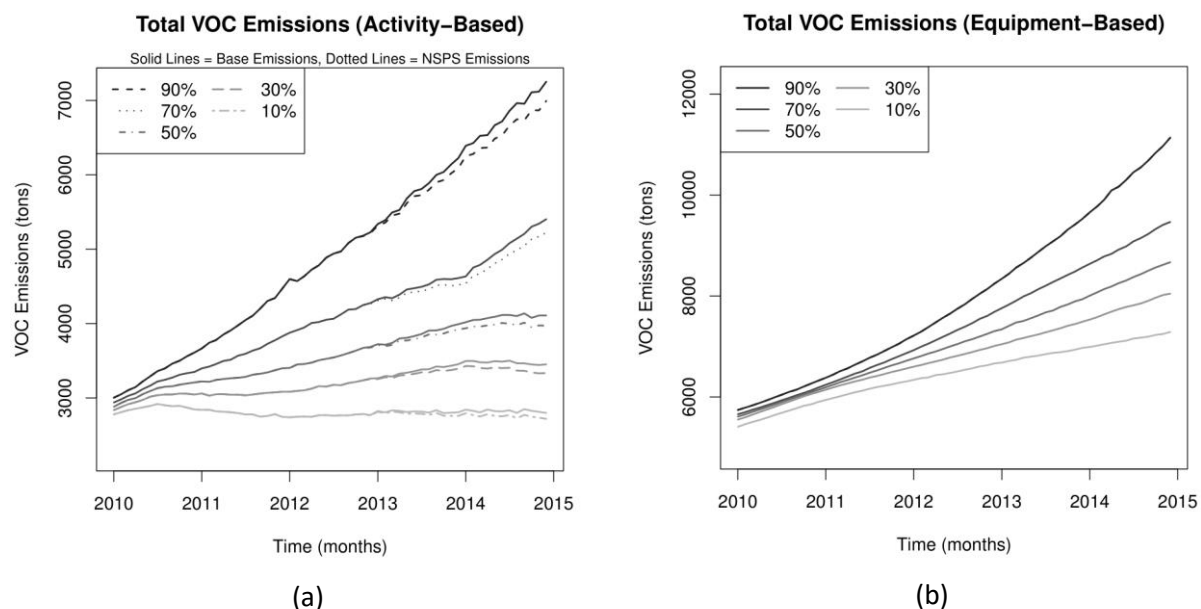 Total VOC Emissions (Activity−Based)
Solid Lines = Base Emissions, Dotted Lines = NSPS Emissions
90%
70%
50%
30%
10%
VOC Emissions (tons)
7000
6000
5000
4000
3000
2010 2011 2012 2013 2014 2015
Time (months)
(a)
Total VOC Emissions (Equipment−Based)
90%
70%
50%
30%
10%
VOC Emissions (tons)
12000
10000
8000
6000
2010 2011 2012 2013 2014 2015
Time (months)
(b)